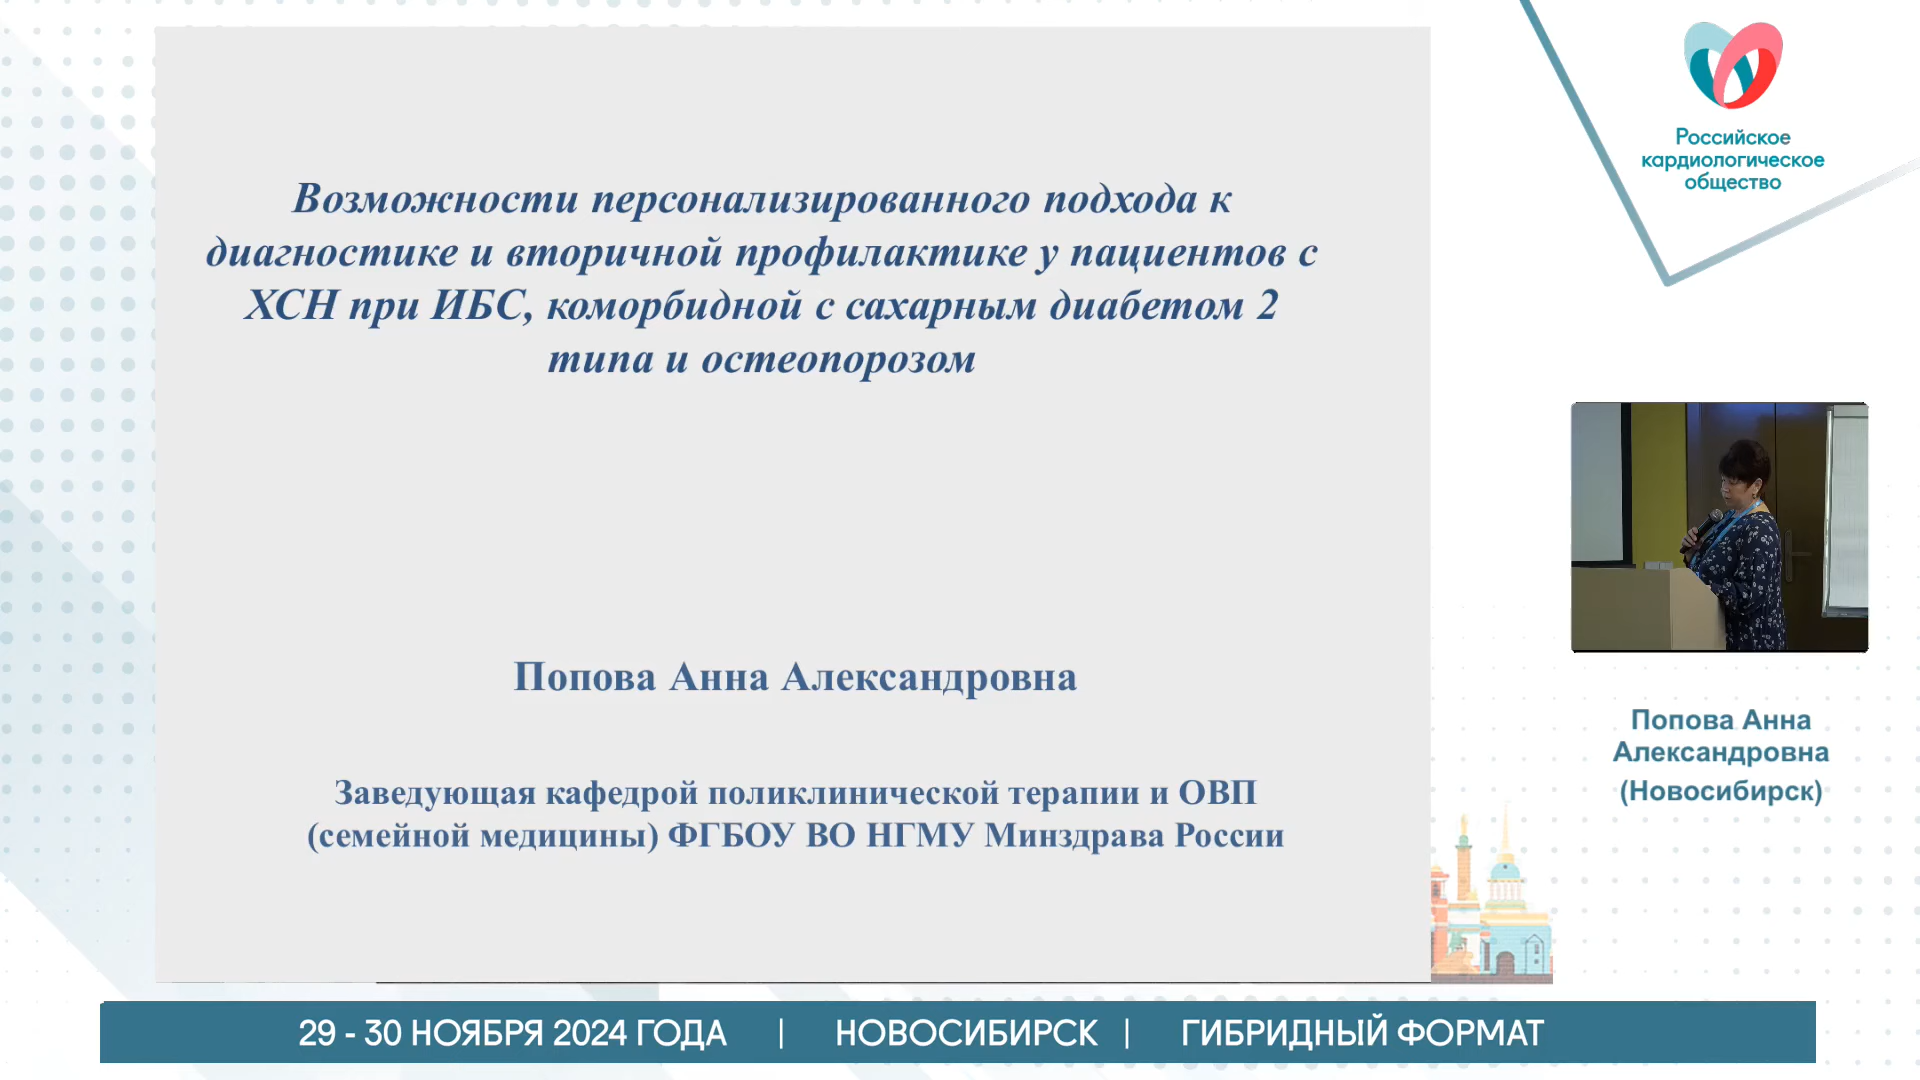 Возможности персонализированного подхода к
диагностике и вторичной профилактике у пациентов с
ХСН при ИБС, коморбидной с сахарным диабетом 2
типа и остеопорозом
Попова Анна Александровна
Заведующая кафедрой поликлинической терапии и ОВП
(семейной медицины) ФГБОУ ВО НГМУ Минздрава России
Российское
кардиологическое
общество
Попова Анна
Александровна
(Новосибирск)
29 - 30 НОЯБРЯ 2024 ГОДА | НОВОСИБИРСК | ГИБРИДНЫЙ ФОРМАТ